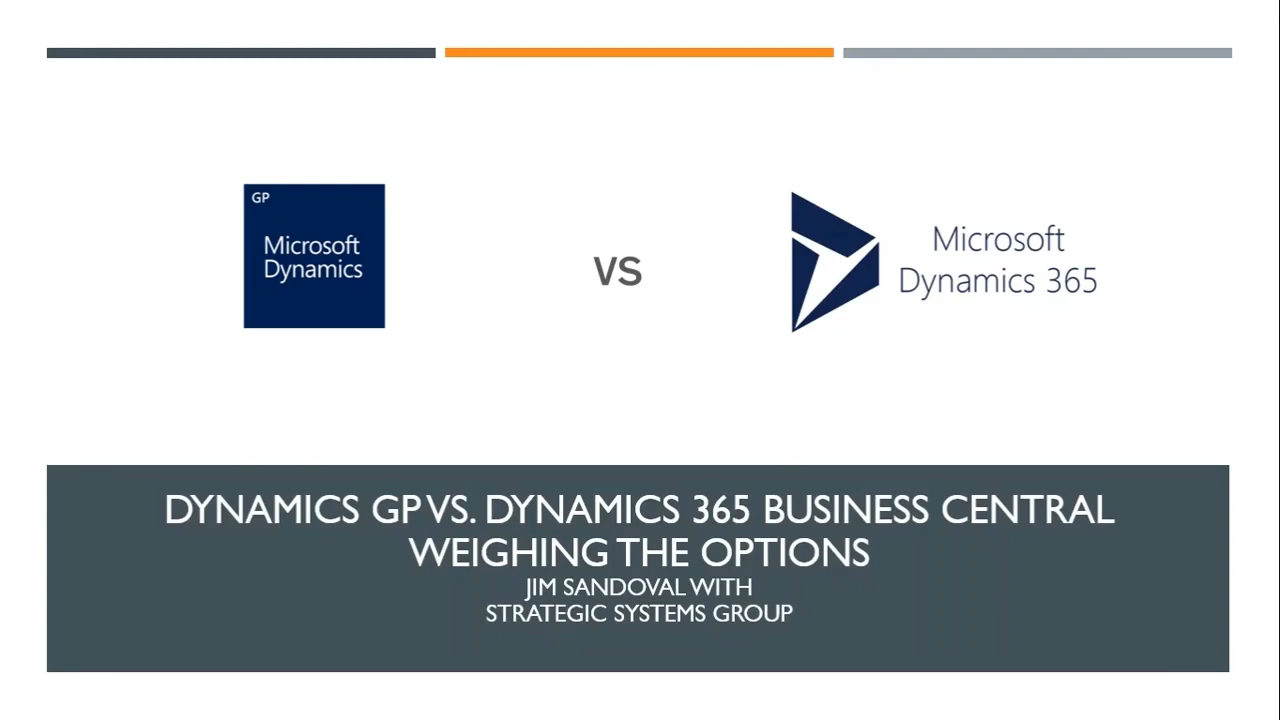 GP
Microsoft
Dynamics
VS
Microsoft
Dynamics 365
DYNAMICS GP VS. DYNAMICS 365 BUSINESS CENTRAL
WEIGHING THE OPTIONS
JIM SANDOVAL WITH
STRATEGIC SYSTEMS GROUP